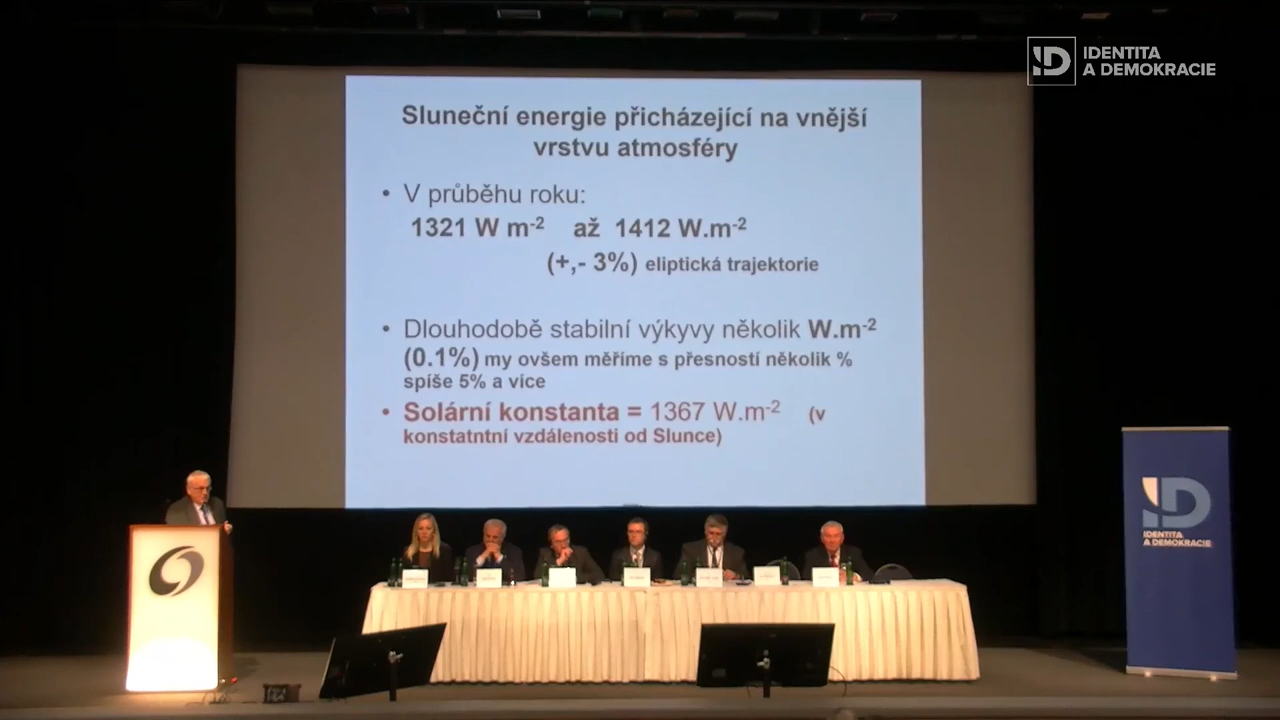 IDENTITA
A DEMOKRACIE
Sluneční energie přicházející na vnější
vrstvu atmosféry
• V průběhu roku:
1321 W m-2 až 1412 W.m-2
(+,- 3%) eliptická trajektorie
• Dlouhodobě stabilní výkyvy několik W.m-2
(0.1%) my ovšem měříme s přesností několik %
spíše 5% a více
• Solární konstanta = 1367 W.m-2 (v
konstatntní vzdálenosti od Slunce)
ID
IDENTITA
A DEMOKRACIE